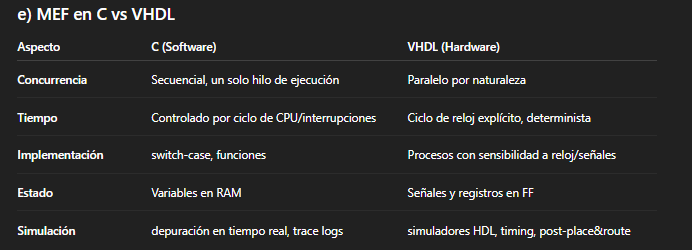 e) MEF en C vs VHDL
Aspecto C (Software) VHDL (Hardware)
Concurrencia Secuencial, un solo hilo de ejecución Paralelo por naturaleza
Tiempo Controlado por ciclo de CPU/interrupciones Ciclo de reloj explícito, determinista
Implementación switch-case, funciones Procesos con sensibilidad a reloj/señales
Estado Variables en RAM Señales y registros en FF
Simulación depuración en tiempo real, trace logs simuladores HDL, timing, post-place&route